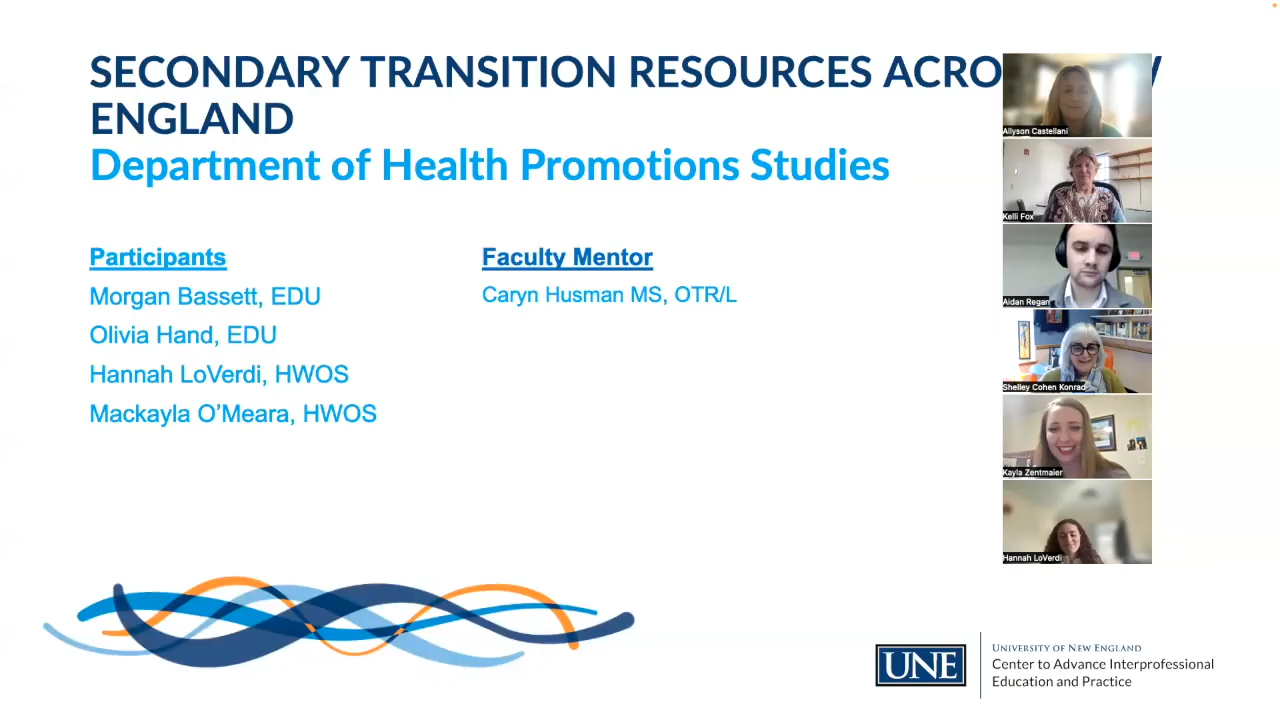 SECONDARY TRANSITION RESOURCES ACRO
ENGLAND
Department of Health Promotions Studies
Participants
Morgan Bassett, EDU
Olivia Hand, EDU
Hannah LoVerdi, HWOS
Mackayla O’Meara, HWOS
Faculty Mentor
Caryn Husman MS, OTR/L
Allyson Castellani
Kelli Fox
Aidan Regan
Shelley Cohen Konrad
Kayla Zentmaier
Hannah LoVerdi
UNE
UNIVERSITY OF NEW ENGLAND
Center to Advance Interprofessional
Education and Practice